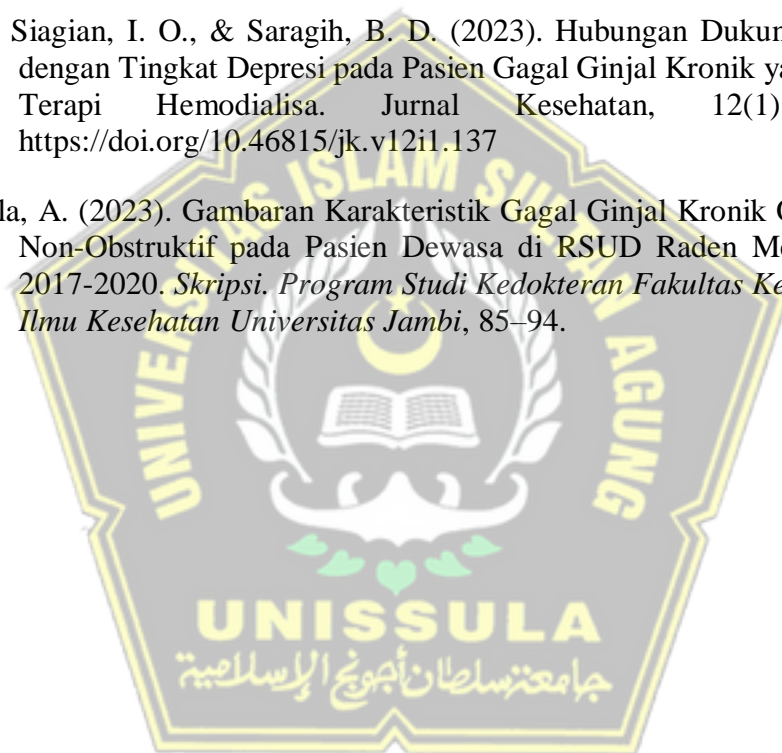 Siagian, I. O., & Saragih, B. D. (2023). Hubungan Dukun
dengan Tingkat Depresi pada Pasien Gagal Ginjal Kronik ya
Terapi Hemodialisa. Jurnal Kesehatan, 12(1)
https://doi.org/10.46815/jk.v12i1.137
la, A. (2023). Gambaran Karakteristik Gagal Ginjal Kronik
Non-Obstruktif pada Pasien Dewasa di RSUD Raden
2017-2020. Skripsi. Program Studi Kedokteran Fakultas Ke
Ilmu Kesehatan Universitas Jambi, 85–94.
UNIVERSITAS ISLAM SULTAN AGUNG
UNISSULA
جامعة سلطان أجونج الإسلامية